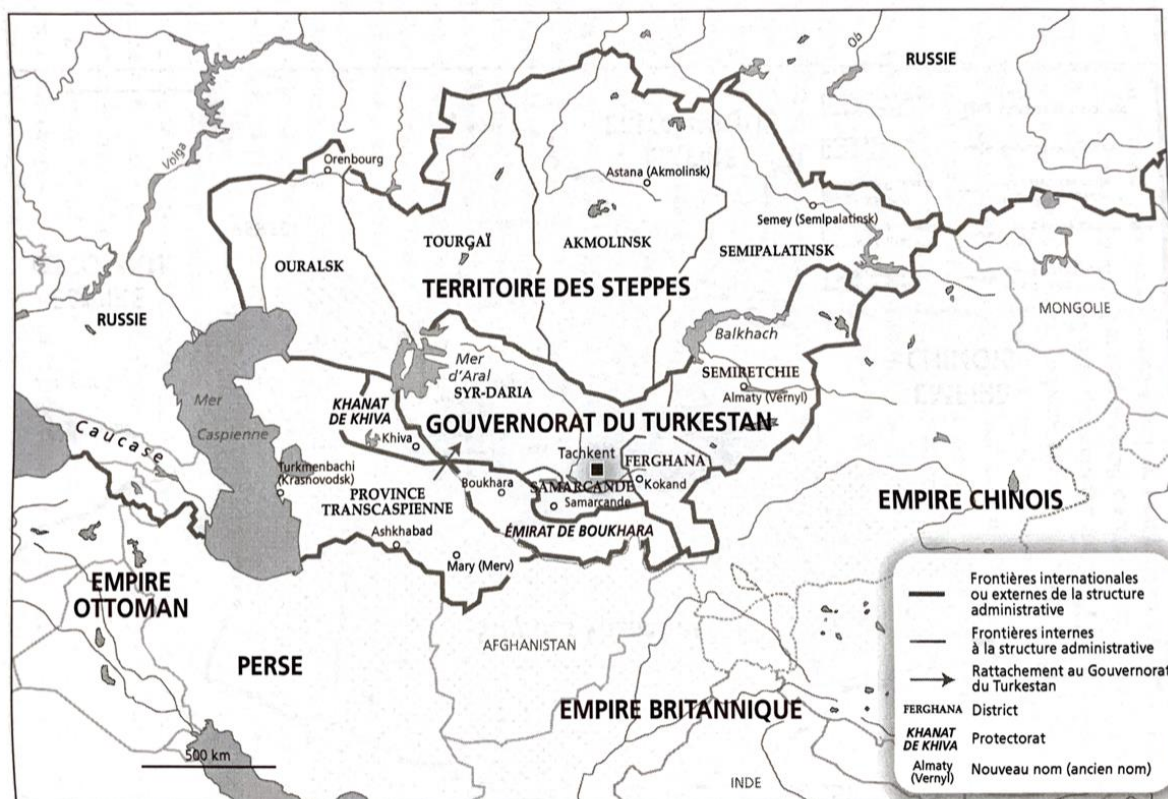 RUSSIE
Ob
Volga
Orenbourg
Astana (Akmolinsk)
Semey (Semipalatinsk)
TOURGAÏ
AKMOLINSK
SEMIPALATINSK
OURALSK
TERRITOIRE DES STEPPES
MONGOLIE
RUSSIE
Balkhach
Mer
d'Aral
SYR-DARIA
SEMIRETCHIE
Almaty (Vernyl)
KHANAT
DE KHIVA
Mer
Caspienne
GOUVERNORAT DU TURKESTAN
Caucase
Khiva
Tachkent
FERGHANA
Turkmenbachi
(Krasnovodsk)
Boukhara
SAMARCANDE
Kokand
PROVINCE
TRANSCASPIENNE
Samarcande
EMPIRE CHINOIS
Ashkhabad
ÉMIRAT DE BOUKHARA
Mary (Merv)
EMPIRE
OTTOMAN
AFGHANISTAN
PERSE
EMPIRE BRITANNIQUE
500 km
INDE
Frontières internationales
ou externes de la structure
administrative
Frontières internes
à la structure administrative
Rattachement au Gouvernorat
du Turkestan
FERGHANA District
KHANAT
DE KHIVA Protectorat
Almaty
(Vernyl) Nouveau nom (ancien nom)